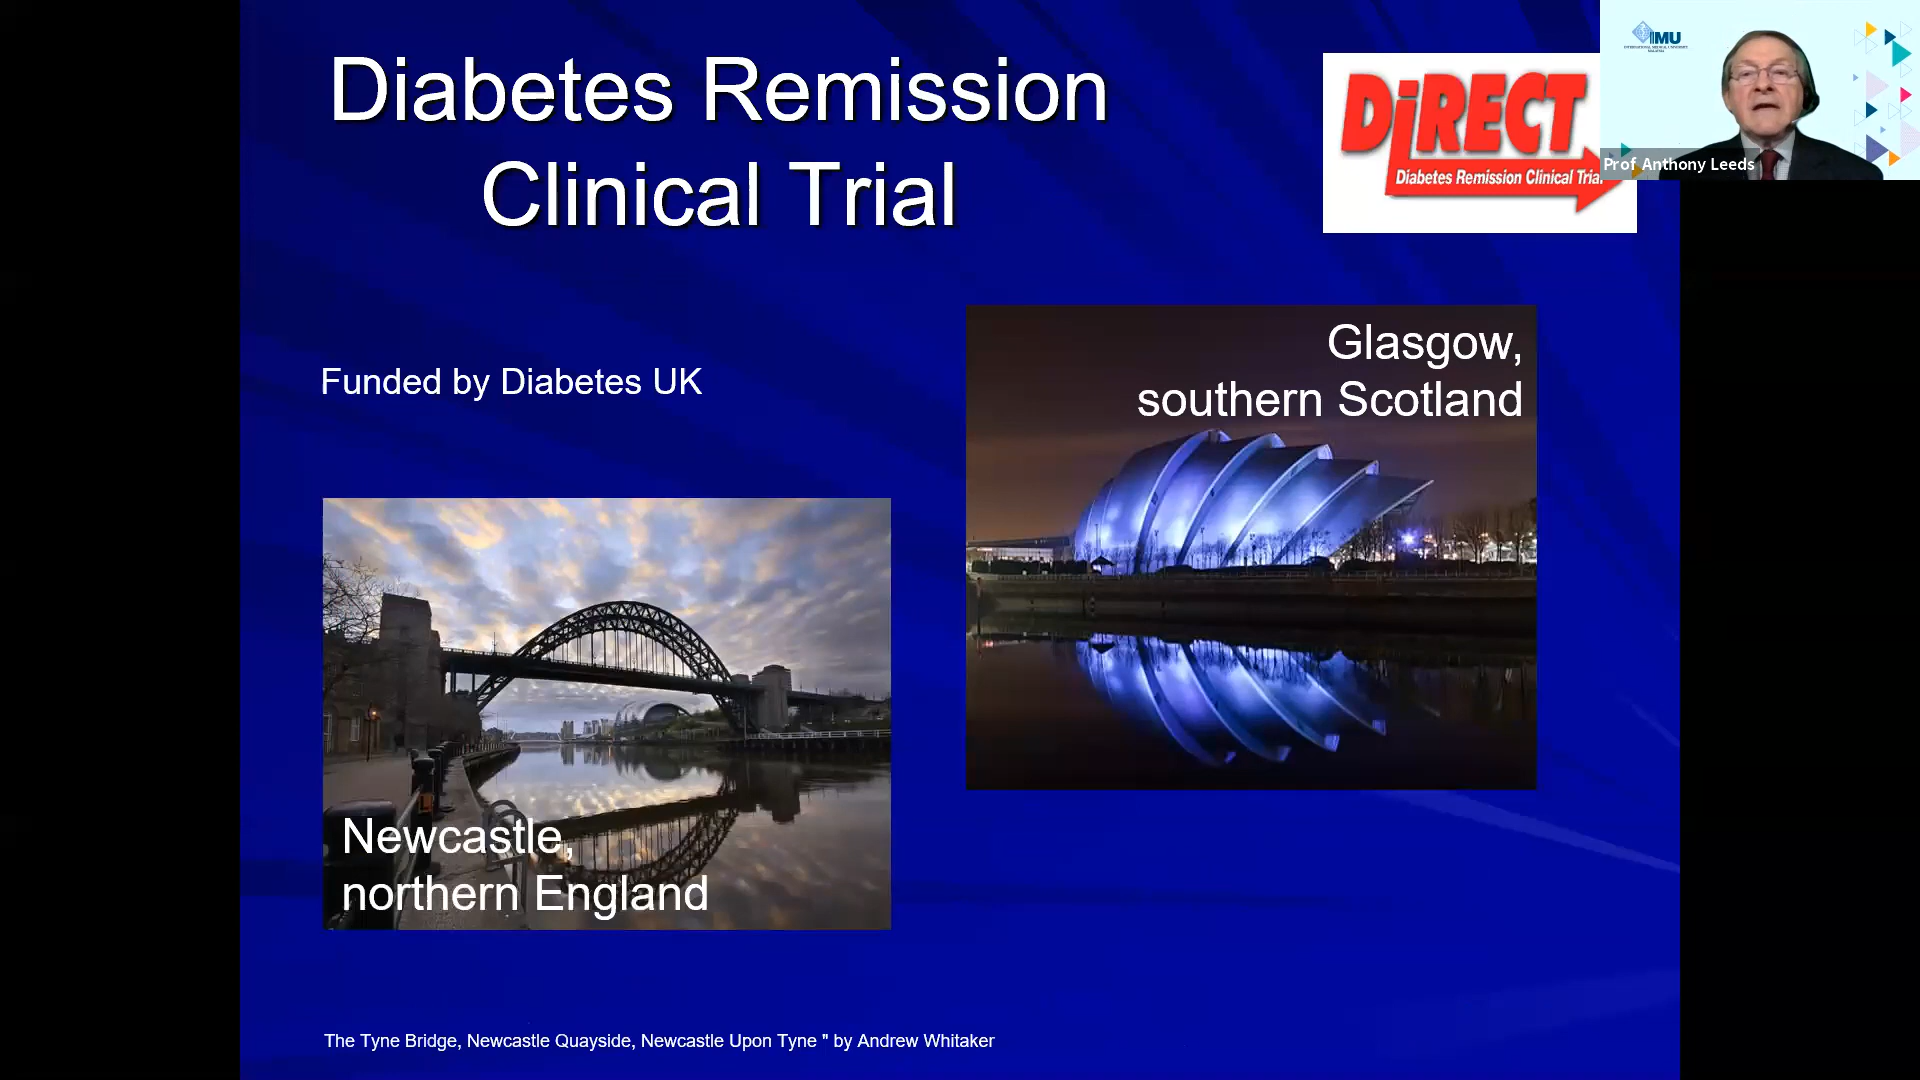 Diabetes Remission
Clinical Trial
DiRECT
Diabetes Remission Clinical Trial
IMU
Prof Anthony Leeds
Funded by Diabetes UK
Glasgow,
southern Scotland
Newcastle,
northern England
The Tyne Bridge, Newcastle Quayside, Newcastle Upon Tyne " by Andrew Whitaker